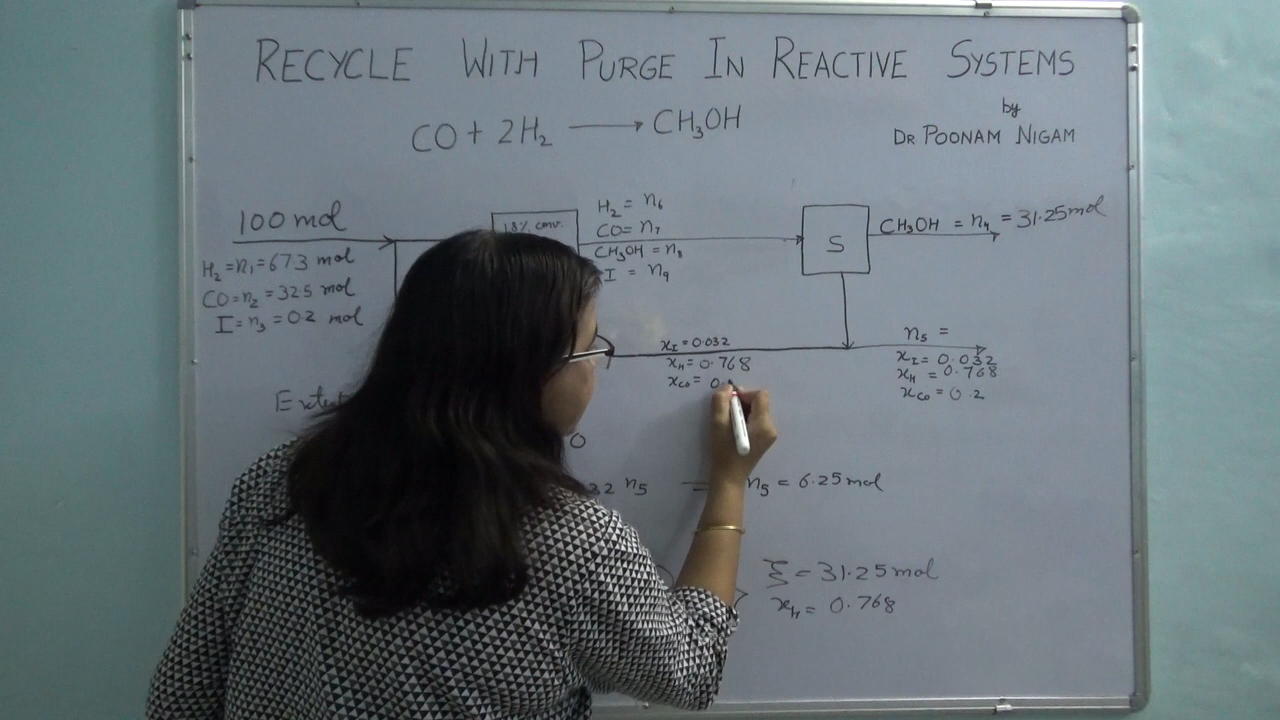 RECYCLE WITH PURGE IN REACTIVE SYSTEMS
by
CO + 2H₂ → CH₃OH
DR POONAM NIGAM
100 mol
H₂ = n₁ = 67.3 mol
CO = n₂ = 32.5 mol
I = n₃ = 0.2 mol
18% conv.
H₂ = n₆
CO = n₇
CH₃OH = n₈
I = n₉
S
CH₃OH = n₄ = 31.25 mol
x_I = 0.032
x_H = 0.768
x_CO = 0.
n₅ =
x_I = 0.032
x_H = 0.768
x_CO = 0.2
0
32 n₅ n₅ = 6.25 mol
ξ = 31.25 mol
x_H = 0.768